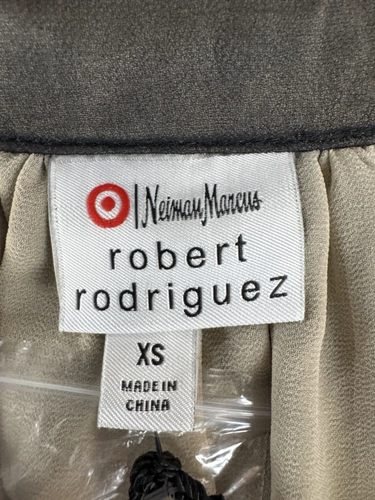 Neiman Marcus
robert
rodriguez
XS
MADE IN
CHINA